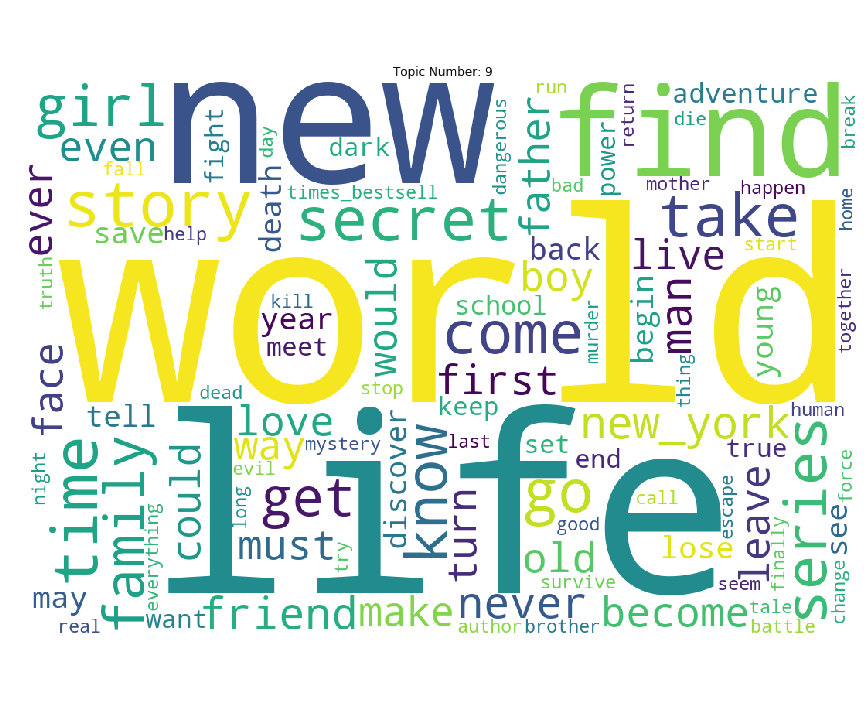 Topic Number: 9
new
find
girl
even
fight
day
dark
dangerous
run
father
power
return
adventure
die
break
fall
times_bestsell
bad
mother
happen
ever
story
save
help
death
secret
take
home
truth
world
back
live
start
boy
kill
year
meet
would
school
come
murder
begin
man
young
together
face
dead
stop
first
thing
tell
love
keep
new_york
human
way
mystery
discover
last
set
end
true
night
time
family
could
evil
long
get
know
life
go
call
escape
leave
series
see
force
must
try
turn
good
old
lose
finally
everything
survive
seem
change
may
want
friend
make
never
become
tale
real
author
brother
battle